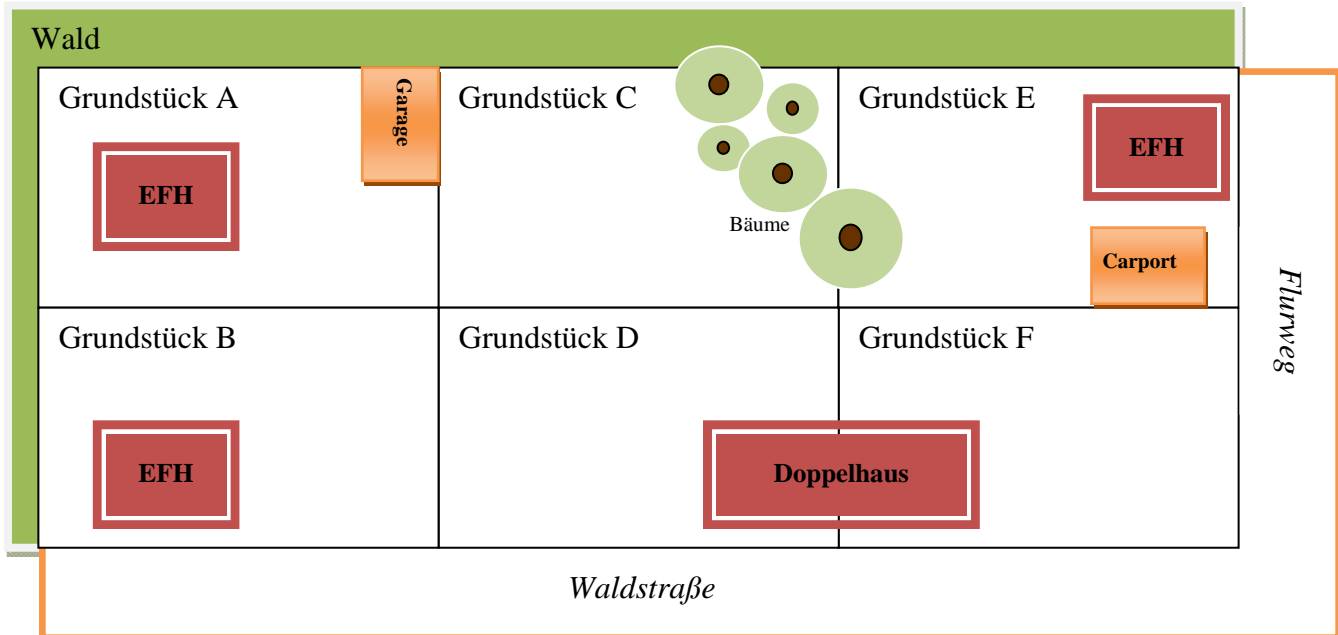 Wald
Grundstück A
Garage
Grundstück C
Grundstück E
EFH
EFH
Bäume
Carport
Flurweg
Grundstück B
Grundstück D
Grundstück F
EFH
Doppelhaus
Waldstraße